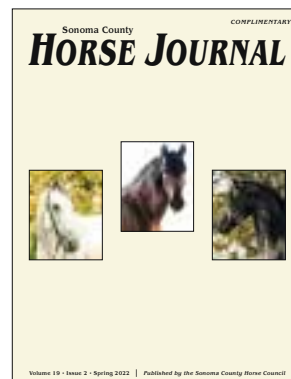 COMPLIMENTARY
Sonoma County
HORSE JOURNAL
Volume 19 • Issue 2 • Spring 2022 | Published by the Sonoma County Horse Council